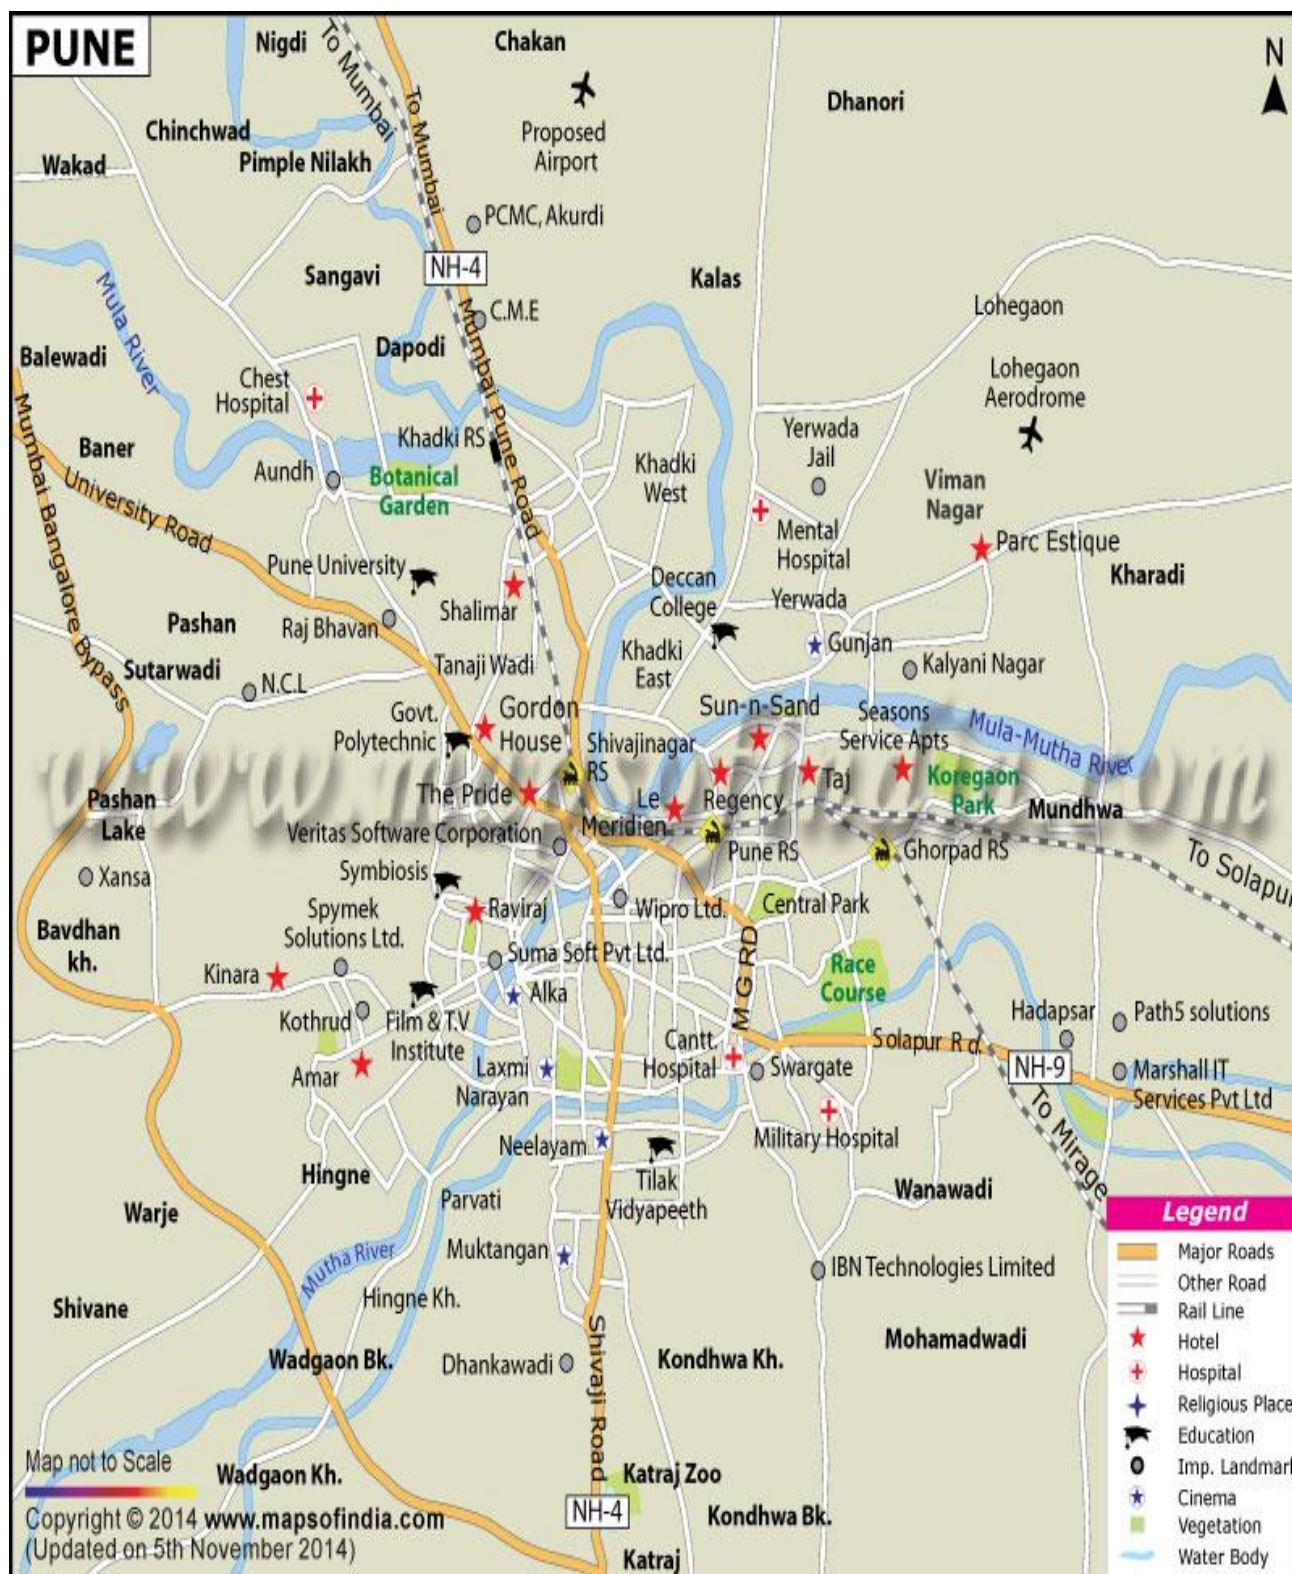 PUNE
Nigdi
To Mumbai
Chakan
N
To Mumbai
Proposed
Airport
Dhanori
Chinchwad
Wakad
Pimple Nilakh
PCMC, Akurdi
NH-4
Sangavi
Kalas
Mula River
Lohegaon
C.M.E
Mumbai Pune Road
Balewadi
Dapodi
Chest
Hospital
Lohegaon
Aerodrome
Mumbai Bangalore Bypass
Baner
University Road
Khadki RS
Yerwada
Jail
Aundh
Botanical
Garden
Khadki
West
Viman
Nagar
Mental
Hospital
Parc Estique
Pune University
Kharadi
Shalimar
Deccan
College
Yerwada
Pashan
Raj Bhavan
Gunjan
Sutarwadi
N.C.L
Tanaji Wadi
Khadki
East
Kalyani Nagar
Govt.
Polytechnic
Gordon
House
Sun-n-Sand
Seasons
Service Apts
Mula-Mutha River
Shivajinagar
RS
www.mapsofindia.com
The Pride
Le
Meridien
Regency
Taj
Koregaon
Park
Pashan
Lake
Mundhwa
Veritas Software Corporation
Pune RS
Ghorpad RS
To Solapur
Xansa
Symbiosis
Spymek
Solutions Ltd.
Raviraj
Wipro Ltd.
Central Park
Bavdhan
kh.
Suma Soft Pvt Ltd.
M G RD
Race
Course
Kinara
Alka
Kothrud
Film & T.V
Institute
Hadapsar
Path5 solutions
Cantt.
Hospital
Solapur Rd.
NH-9
Amar
Laxmi
Narayan
Swargate
Marshall IT
Services Pvt Ltd
To Mirage
Neelayam
Military Hospital
Hingne
Tilak
Vidyapeeth
Wanawadi
Warje
Parvati
Mutha River
Muktangan
IBN Technologies Limited
Hingne Kh.
Shivane
Mohamadwadi
Wadgaon Bk.
Dhankawadi
Shivaji Road
Kondhwa Kh.
Wadgaon Kh.
Katraj Zoo
NH-4
Kondhwa Bk.
Katraj
Map not to Scale
Copyright © 2014 www.mapsofindia.com
(Updated on 5th November 2014)
Legend
Major Roads
Other Road
Rail Line
Hotel
Hospital
Religious Place
Education
Imp. Landmark
Cinema
Vegetation
Water Body